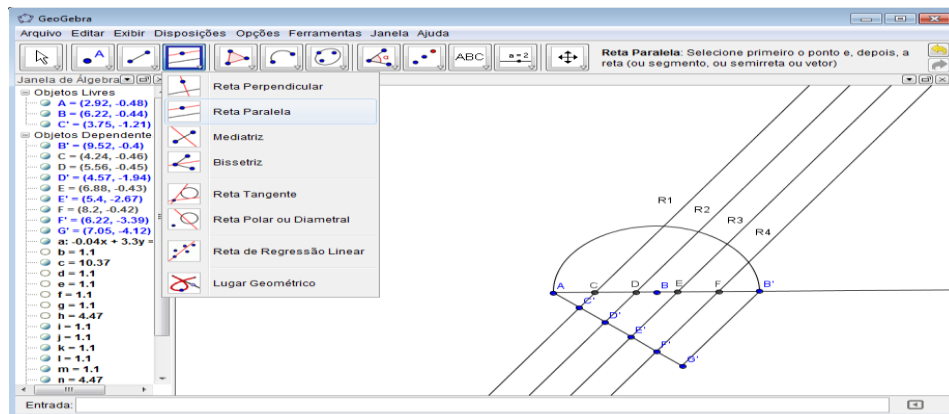 GeoGebra
Arquivo Editar Exibir Disposições Opções Ferramentas Janela Ajuda
A
α
ABC
a=2
Reta Paralela: Selecione primeiro o ponto e, depois, a
reta (ou segmento, ou semirreta ou vetor)
Janela de Álgebra
Objetos Livres
A = (2.92, -0.48)
B = (6.22, -0.44)
C' = (3.75, -1.21)
Objetos Dependente
B' = (9.52, -0.4)
C = (4.24, -0.46)
D = (5.56, -0.45)
D' = (4.57, -1.94)
E = (6.88, -0.43)
E' = (5.4, -2.67)
F = (8.2, -0.42)
F' = (6.22, -3.39)
G' = (7.05, -4.12)
a: -0.04x + 3.3y =
b = 1.1
c = 10.37
d = 1.1
e = 1.1
f = 1.1
g = 1.1
h = 4.47
i = 1.1
j = 1.1
k = 1.1
l = 1.1
m = 1.1
n = 4.47
Reta Perpendicular
Reta Paralela
Mediatriz
Bissetriz
Reta Tangente
Reta Polar ou Diametral
Reta de Regressão Linear
Lugar Geométrico
R1
R2
R3
R4
A
C
D
B
E
F
B'
C'
D'
E'
F'
G'
Entrada: